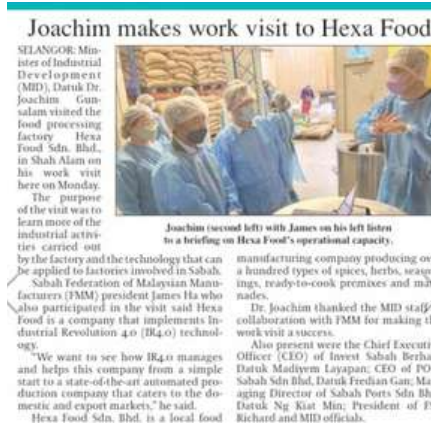 Joachim makes work visit to Hexa Food
SELANGOR: Min-
ister of Industrial
Development
(MID), Datuk Dr.
Joachim Gun-
salam visited the
food processing
factory Hexa
Food Sdn. Bhd.,
in Shah Alam on
his work visit
here on Monday.
The purpose
of the visit was to
learn more of the
industrial activi-
ties carried out
by the factory and the technology that can
be applied to factories involved in Sabah.
Sabah Federation of Malaysian Manu-
facturers (FMM) president James Ha who
also participated in the visit said Hexa
Food is a company that implements In-
dustrial Revolution 4.0 (IR4.0) technol-
ogy.
"We want to see how IR4.0 manages
and helps this company from a simple
start to a state-of-the-art automated pro-
duction company that caters to the do-
mestic and export markets," he said.
Hexa Food Sdn. Bhd. is a local food
Joachim (second left) with James on his left listen
to a briefing on Hexa Food's operational capacity.
manufacturing company producing ov
a hundred types of spices, herbs, seaso
ings, ready-to-cook premixes and ma
nades.
Dr. Joachim thanked the MID staff
collaboration with FMM for making t
work visit a success.
Also present were the Chief Executi
Officer (CEO) of Invest Sabah Berha
Datuk Madiyem Layapan; CEO of PO
Sabah Sdn Bhd, Datuk Fredian Gan; Ma
aging Director of Sabah Ports Sdn Bh
Datuk Ng Kiat Min; President of
Richard and MID officials.